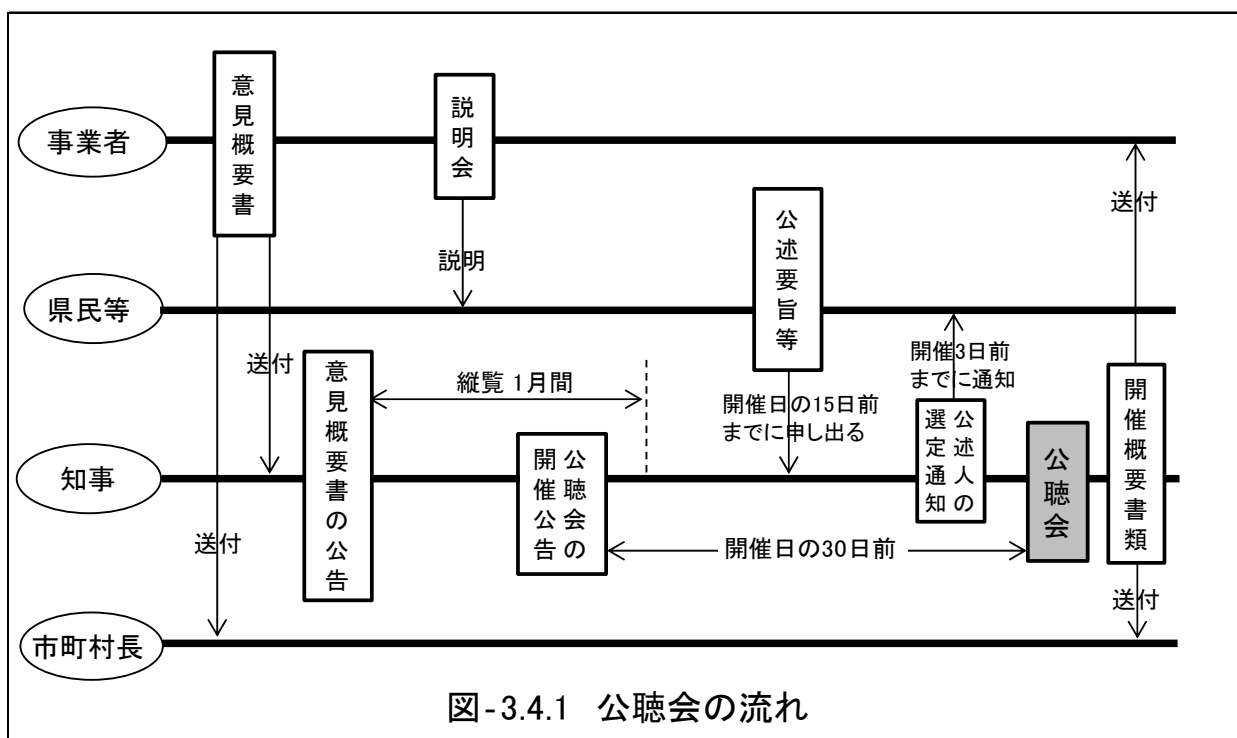 意見概要書
説明会
事業者
送付
公述要旨等
説明
県民等
開催3日前
までに通知
送付
意見概要書の公告
縦覧 1月間
開催日の15日前
までに申し出る
公述人の
選定通知
開催概要書類
公聴会の
開催公告
公聴会
知事
送付
開催日の30日前
送付
市町村長
図-3.4.1 公聴会の流れ